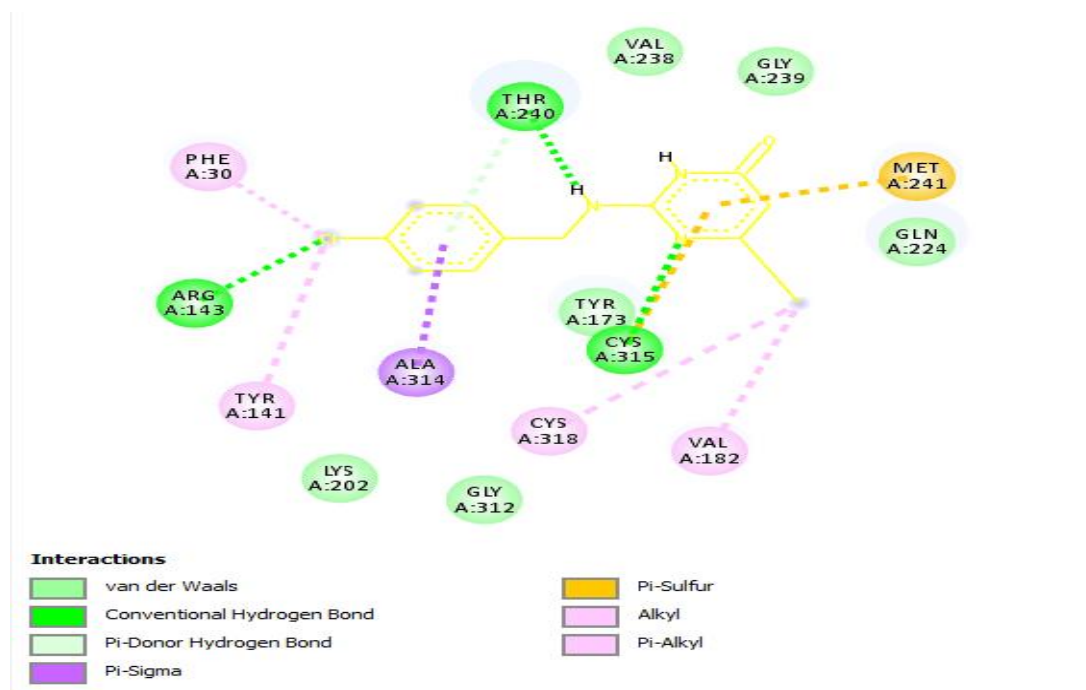 VAL
A:238
GLY
A:239
THR
A:240
PHE
A:30
H
O
H
N
MET
A:241
N
GLN
A:224
N
ARG
A:143
TYR
A:173
CYS
A:315
ALA
A:314
TYR
A:141
CYS
A:318
VAL
A:182
LYS
A:202
GLY
A:312
Interactions
van der Waals
Conventional Hydrogen Bond
Pi-Donor Hydrogen Bond
Pi-Sigma
Pi-Sulfur
Alkyl
Pi-Alkyl